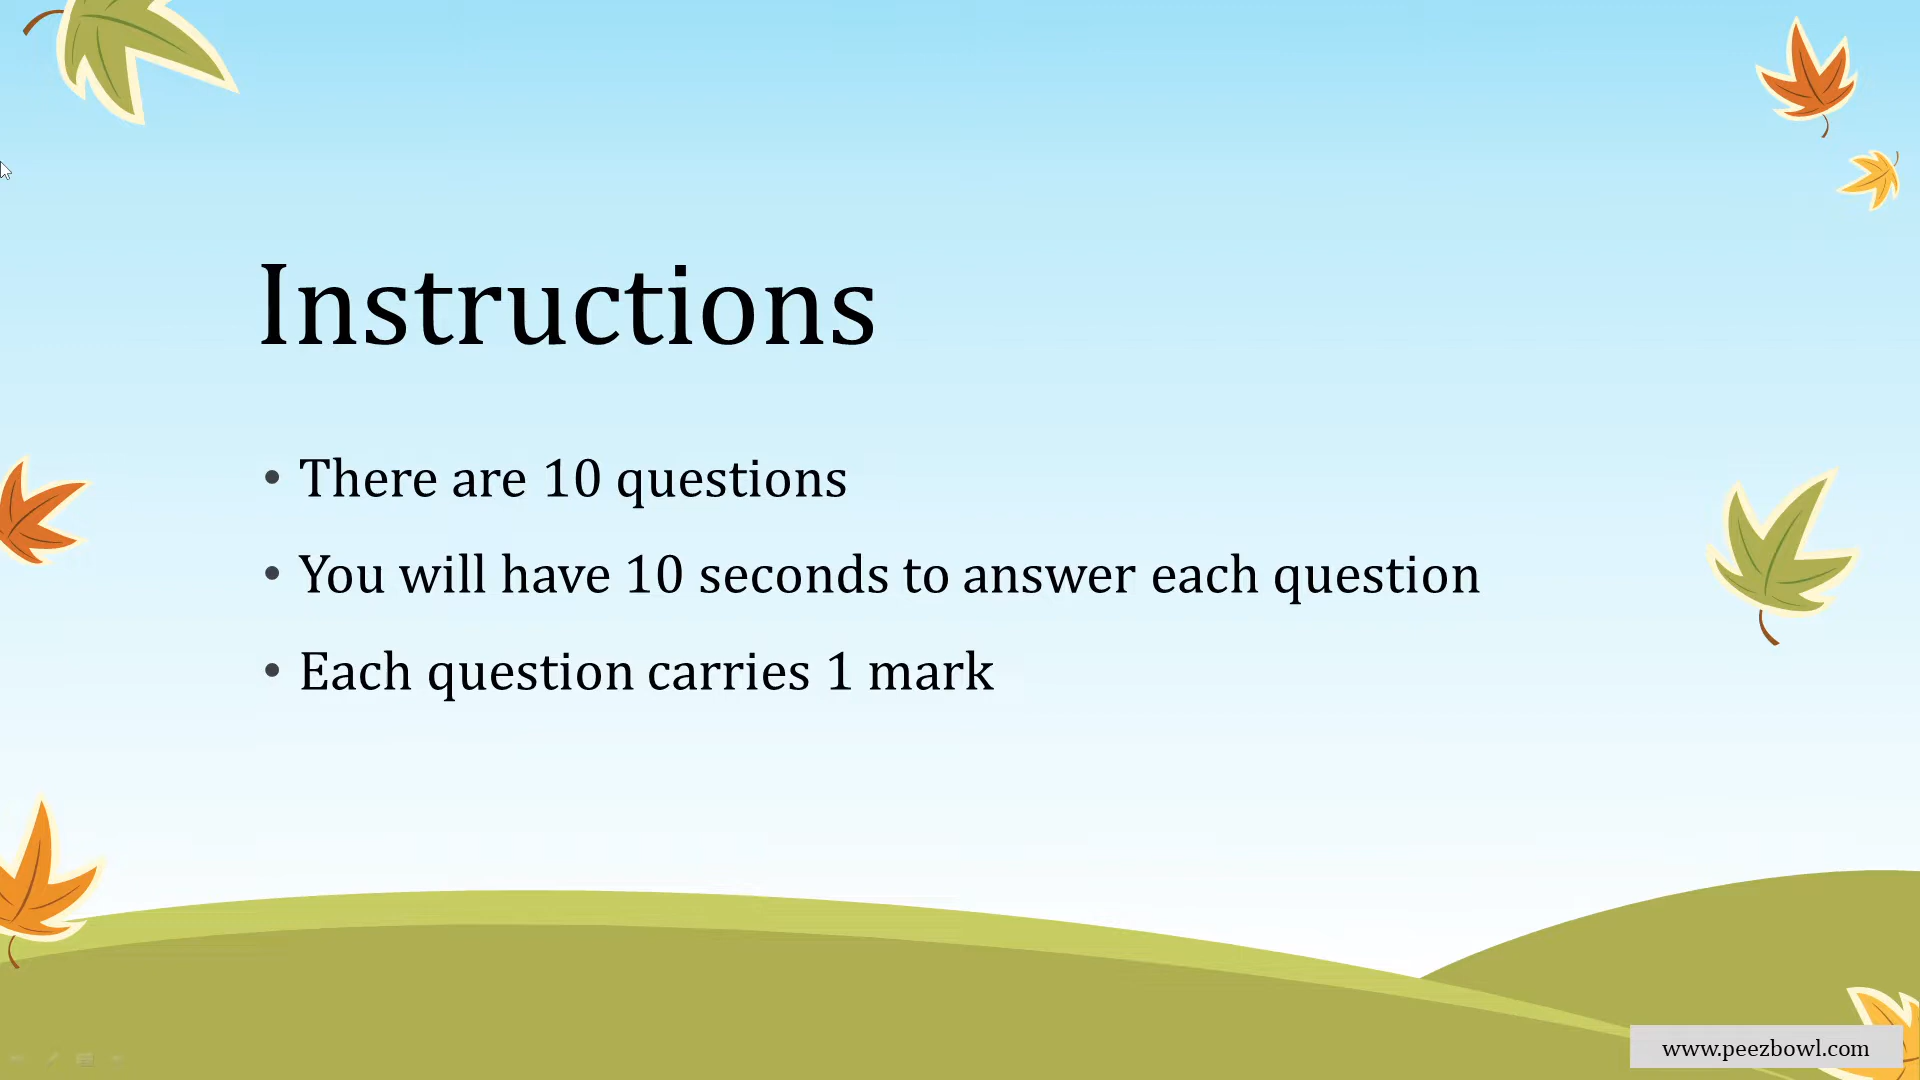 Instructions
• There are 10 questions
• You will have 10 seconds to answer each question
• Each question carries 1 mark
www.peezbowl.com